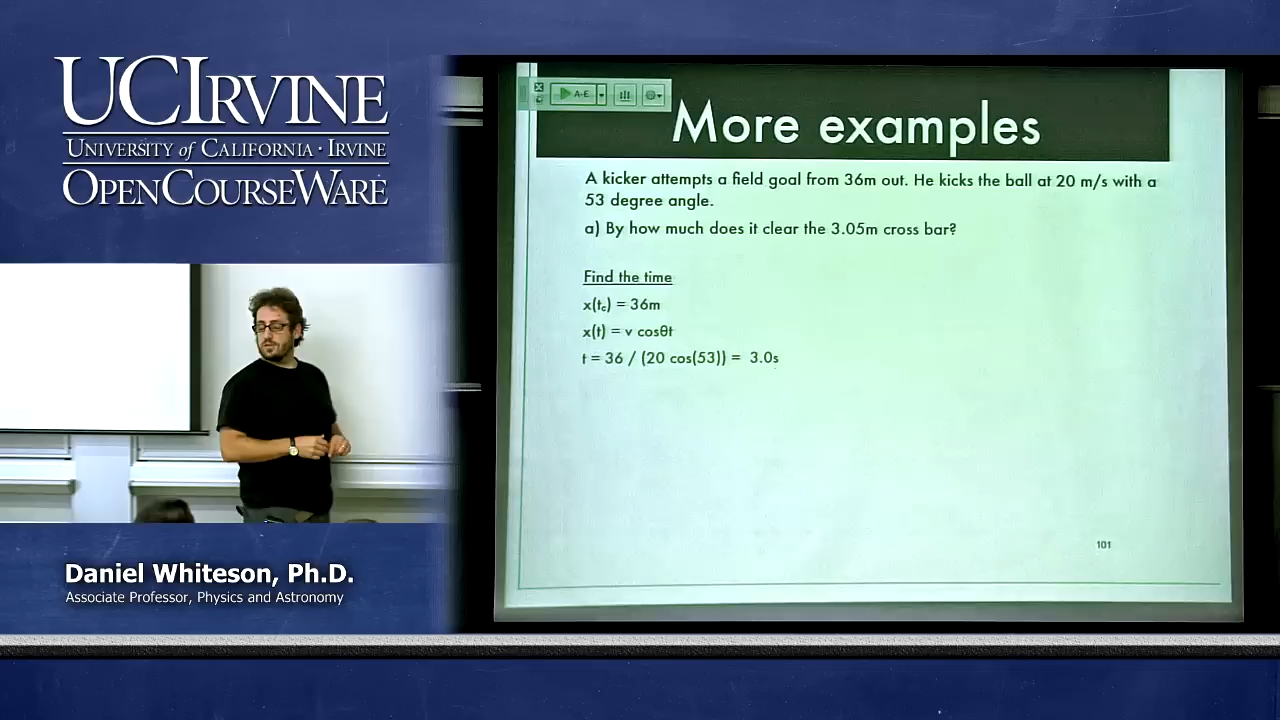 UCIRVINE
UNIVERSITY of CALIFORNIA · IRVINE
OPENCOURSEWARE
A-E
More examples
A kicker attempts a field goal from 36m out. He kicks the ball at 20 m/s with a
53 degree angle.
a) By how much does it clear the 3.05m cross bar?
Find the time
x(tc) = 36m
x(t) = v cosθt
t = 36 / (20 cos(53)) = 3.0s
101
Daniel Whiteson, Ph.D.
Associate Professor, Physics and Astronomy